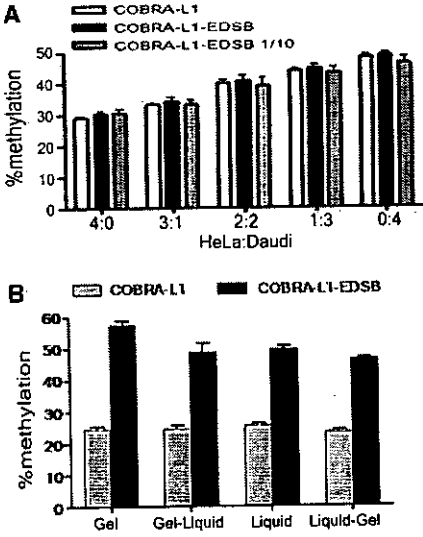 A
COBRA-L1
COBRA-L1-EDSB
COBRA-L1-EDSB 1/10
%methylation
50
40
30
20
10
0
4:0 3:1 2:2 1:3 0:4
HeLa:Daudi
B
COBRA-L1 COBRA-L1-EDSB
%methylation
60
50
40
30
20
10
0
Gel Gel-Liquid Liquid Liquid-Gel